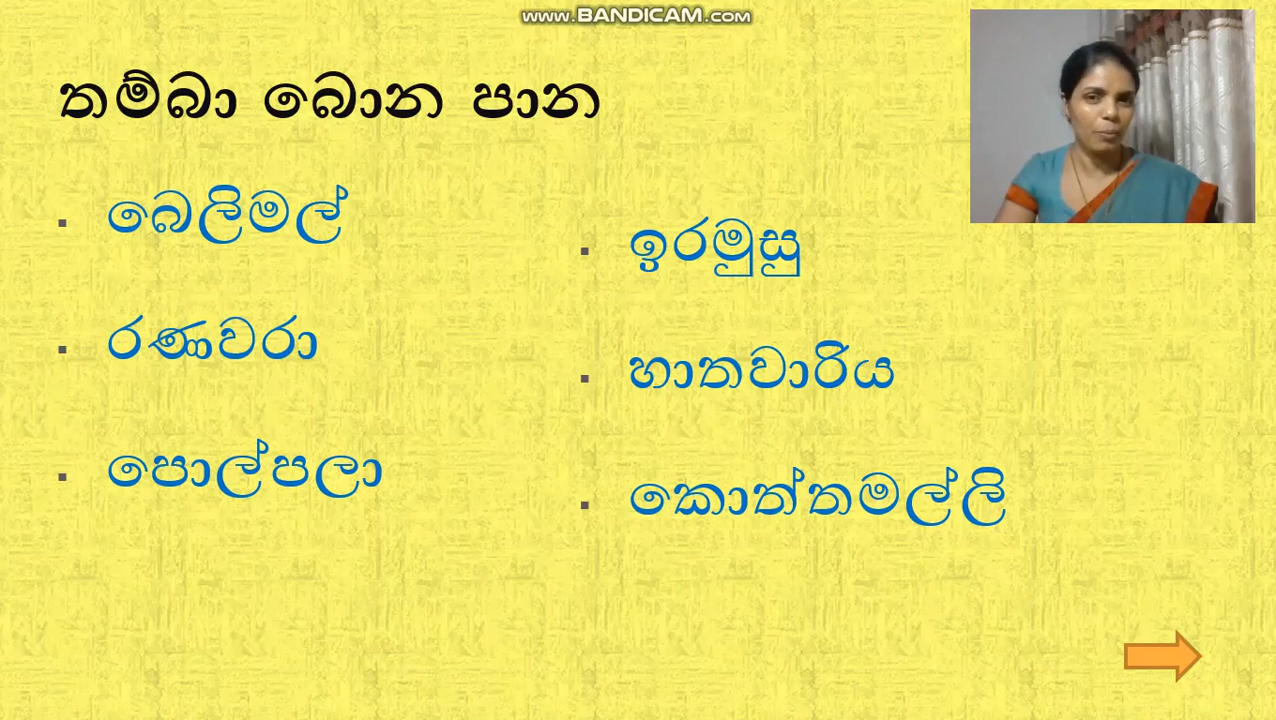 www.BANDICAM.com
තම්බා බොන පාන
▪ බෙලිමල්
▪ රණවරා
▪ පොල්පලා
▪ ඉරමුසු
▪ හාතවාරිය
▪ කොත්තමල්ලි